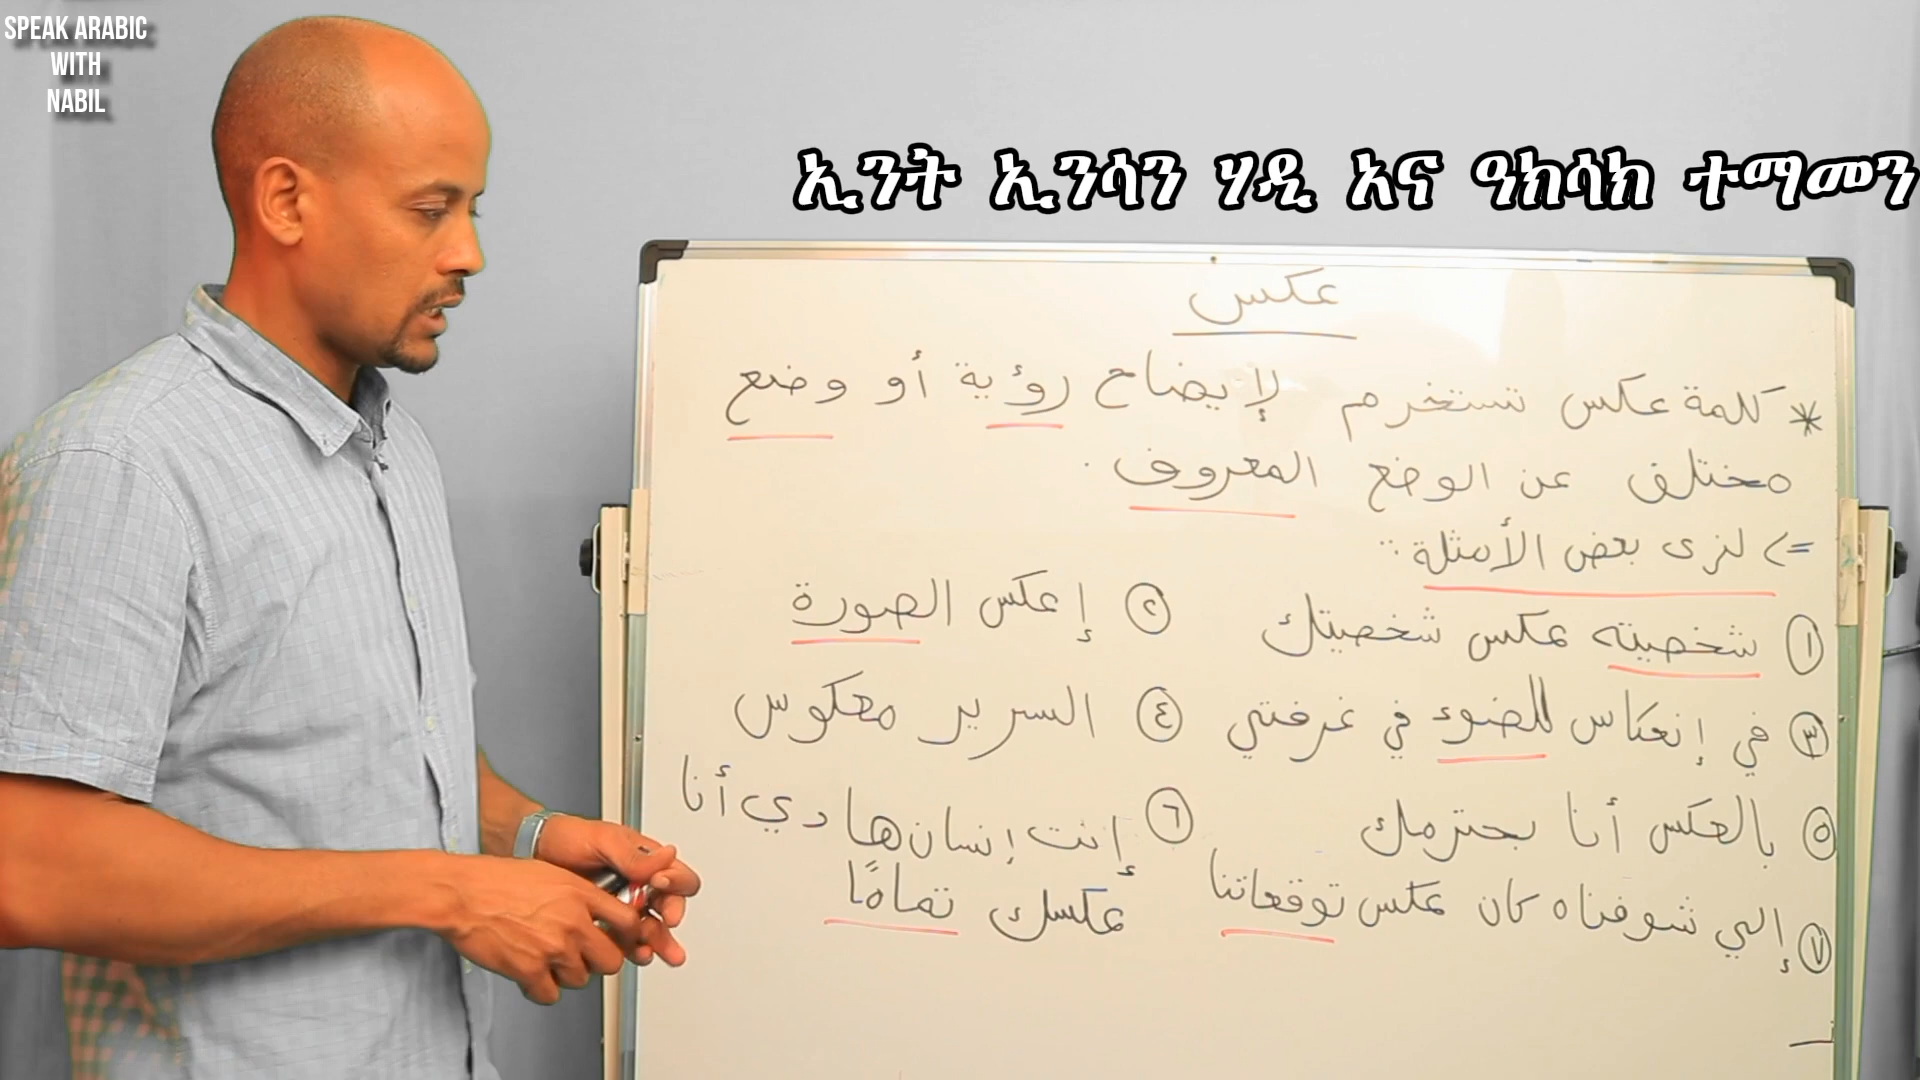 SPEAK ARABIC
WITH
NABIL
ኢንት ኢንሳን ሃዲ አና ዓክሳክ ተማመን
عكس
* كلمة عكس تستخدم لإيضاح رؤية أو وضع
مختلف عن الوضع المعروف .
=> لنرى بعض الأمثلة ..
١ شخصيته عكس شخصيتك
٢ إعكس الصورة
٣ في إنعكاس للضوء في غرفتي
٤ السرير معكوس
٥ بالعكس أنا بحترمك
٦ إنت إنسان هادي أنا
عكسك تمامًا
٧ إلي شوفناه كان عكس توقعاتنا